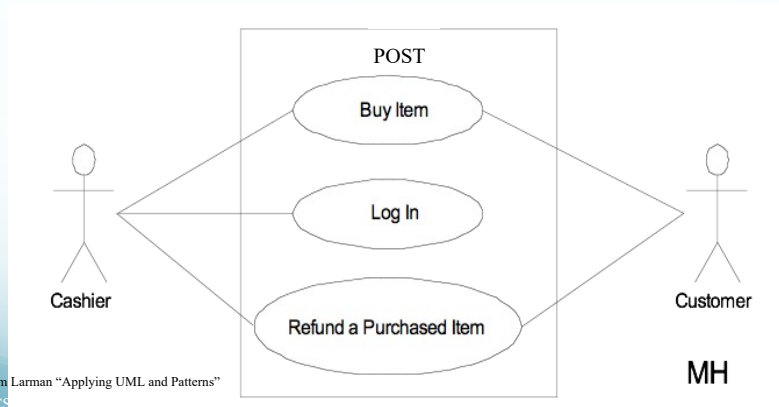 POST
Buy Item
Log In
Cashier
Customer
Refund a Purchased Item
MH
Larman “Applying UML and Patterns”